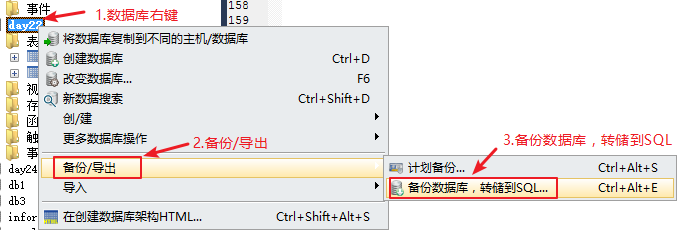 事件
158
159
1.数据库右键
day22
表
将数据库复制到不同的主机/数据库
创建数据库 Ctrl+D
改变数据库... F6
新数据搜索 Ctrl+Shift+D
创/建
更多数据库操作
2.备份/导出
备份/导出
导入
在创建数据库架构HTML... Ctrl+Shift+Alt+S
3.备份数据库，转储到SQL
计划备份... Ctrl+Alt+S
备份数据库，转储到SQL... Ctrl+Alt+E
视
存
函
触
事
day24
db1
db3
infor